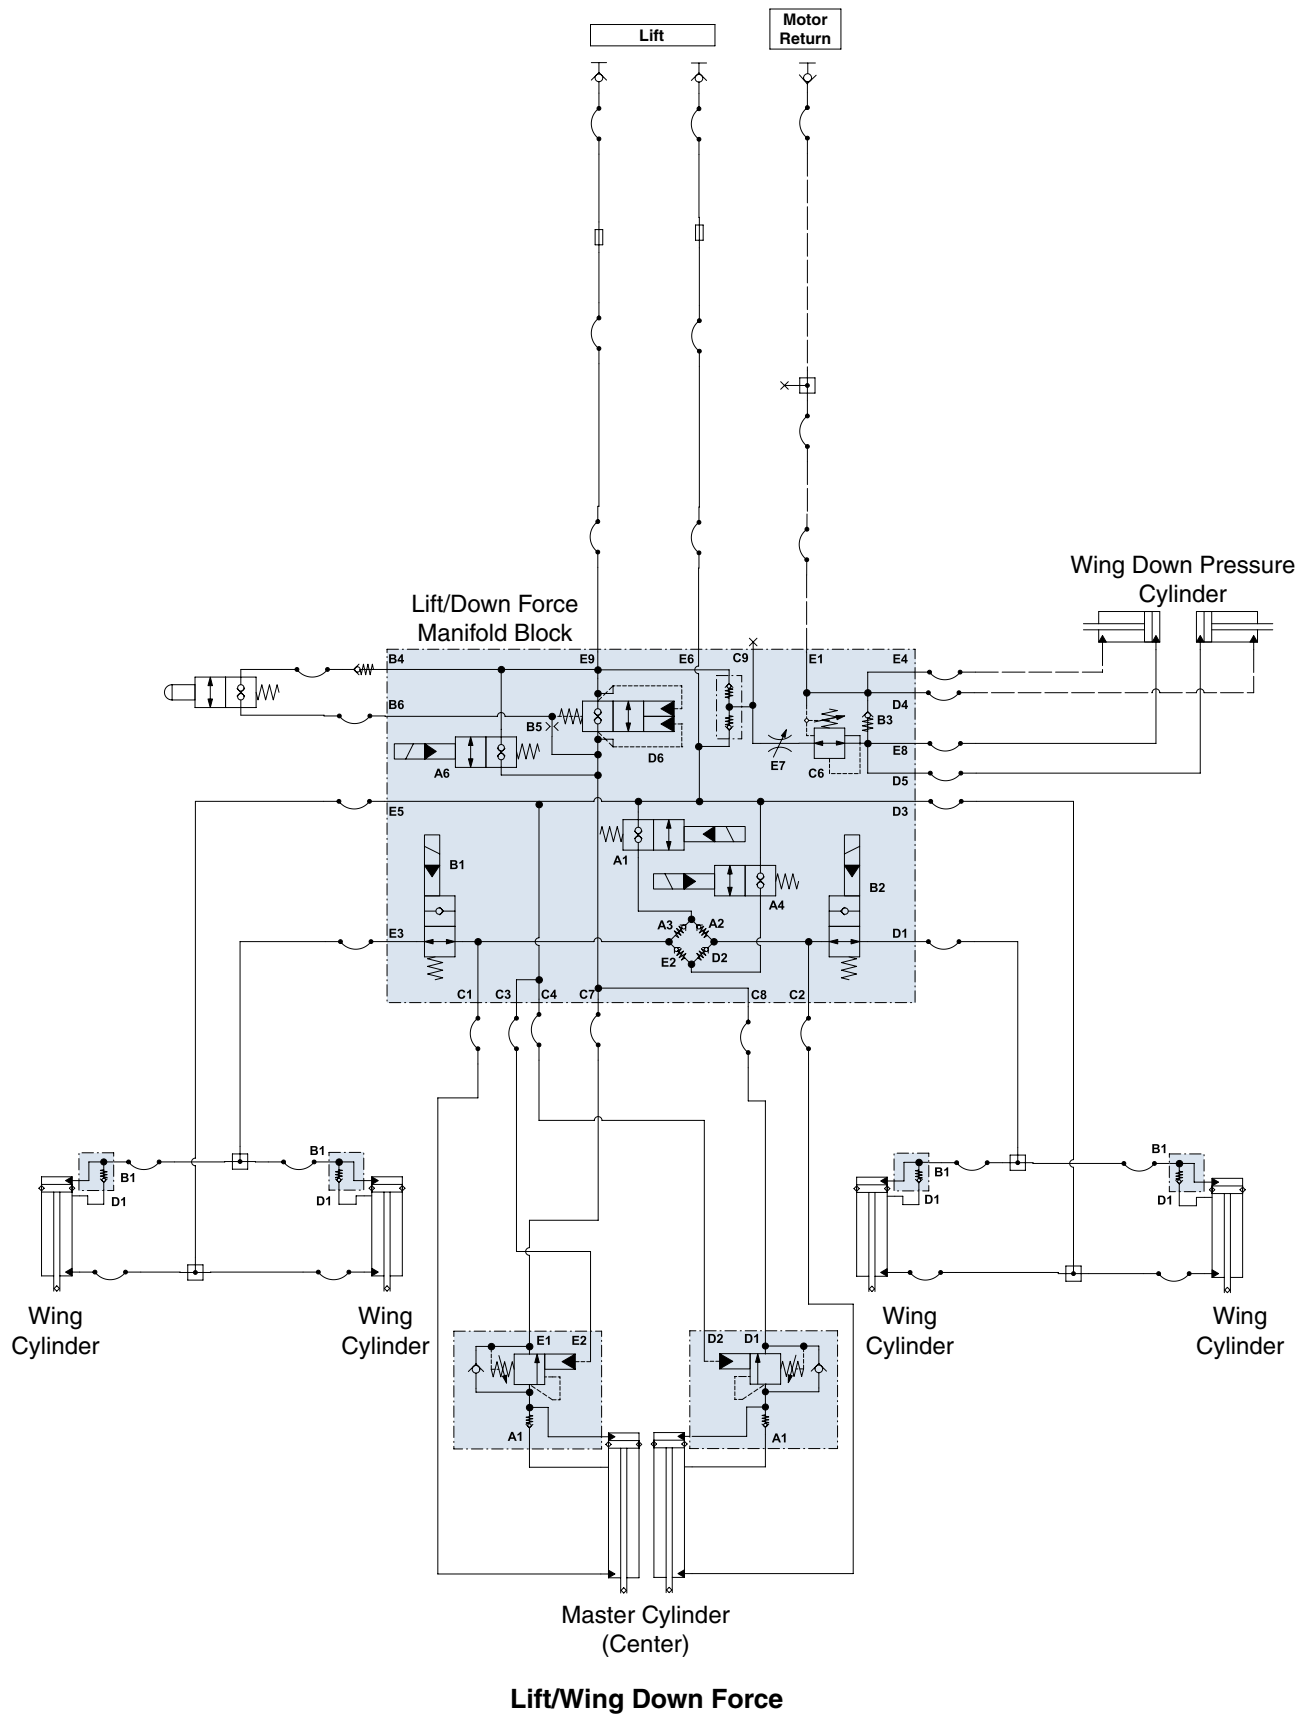 Lift
Motor
Return
Wing Down Pressure
Cylinder
Lift/Down Force
Manifold Block
B4
E9
E6
C9
E1
E4
B6
D4
B5
B3
D6
E7
C6
E8
A6
D5
E5
D3
A1
B1
B2
A4
A3
A2
E3
E2
D2
D1
C1
C3
C4
C7
C8
C2
B1
B1
D1
D1
B1
B1
D1
D1
Wing
Cylinder
Wing
Cylinder
Wing
Cylinder
Wing
Cylinder
E1
E2
D2
D1
A1
A1
Master Cylinder
(Center)
Lift/Wing Down Force